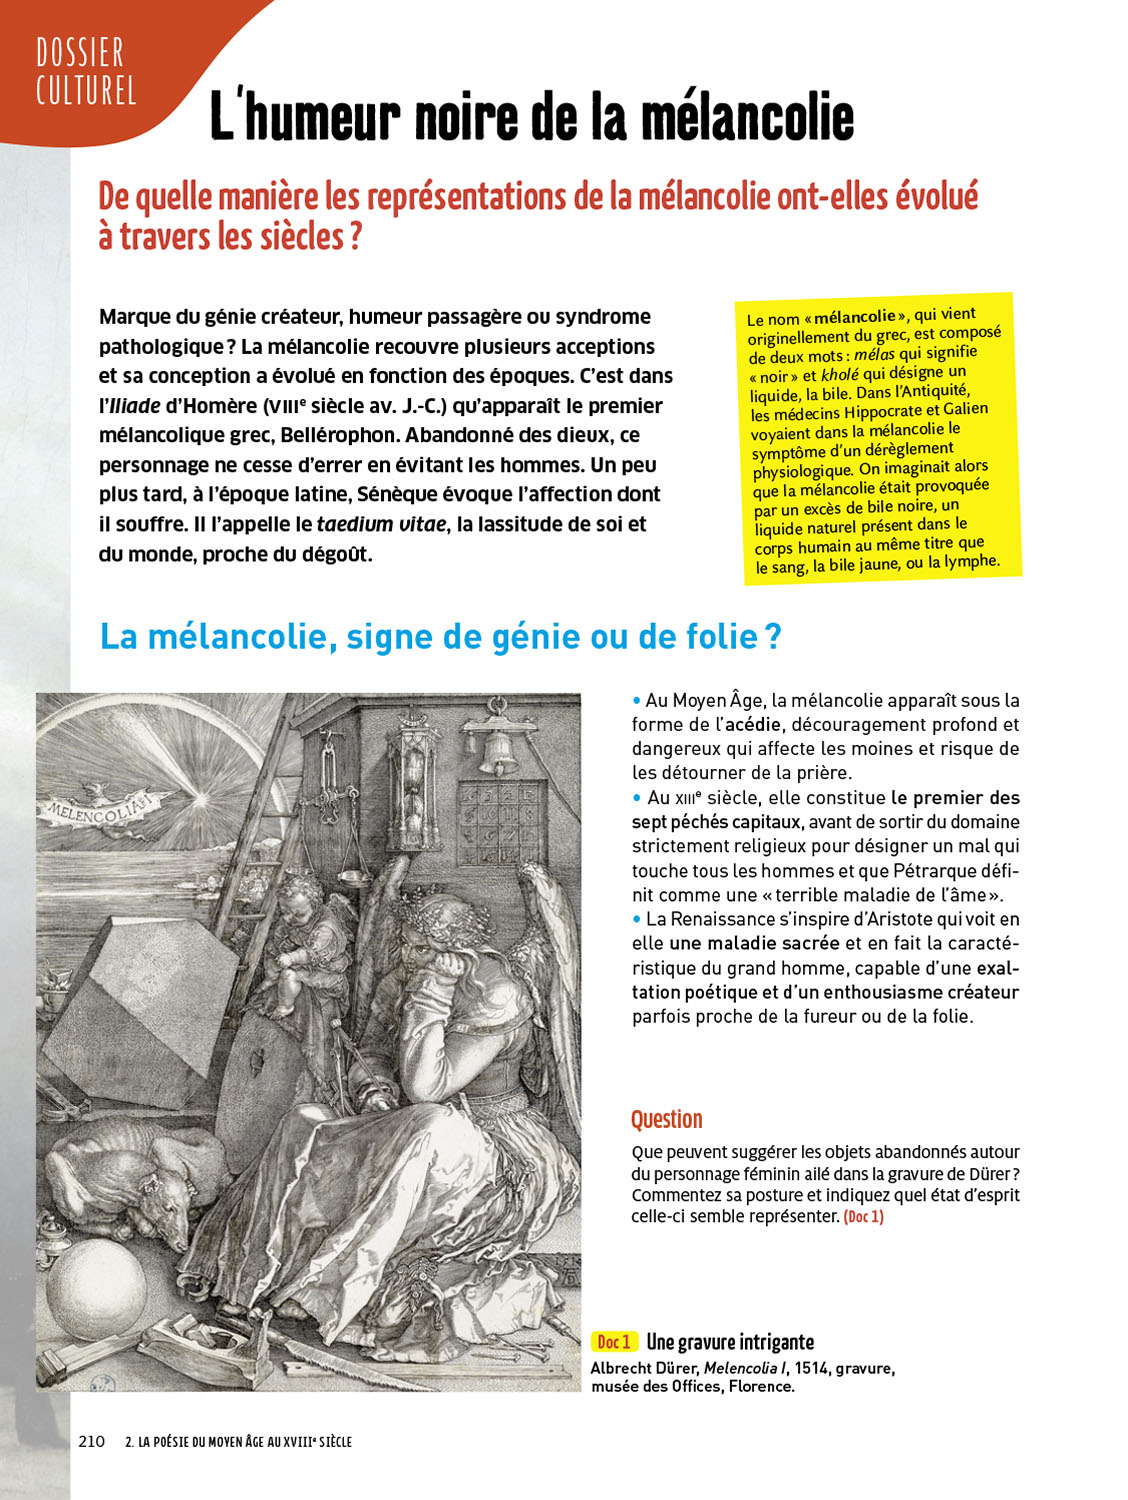 DOSSIER
CULTUREL
L'humeur noire de la mélancolie
De quelle manière les représentations de la mélancolie ont-elles évolué
à travers les siècles ?
Marque du génie créateur, humeur passagère ou syndrome
pathologique ? La mélancolie recouvre plusieurs acceptions
et sa conception a évolué en fonction des époques. C'est dans
l'Iliade d'Homère (VIIIe siècle av. J.-C.) qu'apparaît le premier
mélancolique grec, Bellérophon. Abandonné des dieux, ce
personnage ne cesse d'errer en évitant les hommes. Un peu
plus tard, à l'époque latine, Sénèque évoque l'affection dont
il souffre. Il l'appelle le taedium vitae, la lassitude de soi et
du monde, proche du dégoût.
Le nom « mélancolie », qui vient
originellement du grec, est composé
de deux mots : mélas qui signifie
« noir » et kholé qui désigne un
liquide, la bile. Dans l'Antiquité,
les médecins Hippocrate et Galien
voyaient dans la mélancolie le
symptôme d'un dérèglement
physiologique. On imaginait alors
que la mélancolie était provoquée
par un excès de bile noire, un
liquide naturel présent dans le
corps humain au même titre que
le sang, la bile jaune, ou la lymphe.
La mélancolie, signe de génie ou de folie ?
MELENCOLIA I
• Au Moyen Âge, la mélancolie apparaît sous la
forme de l'acédie, découragement profond et
dangereux qui affecte les moines et risque de
les détourner de la prière.
• Au XIIIe siècle, elle constitue le premier des
sept péchés capitaux, avant de sortir du domaine
strictement religieux pour désigner un mal qui
touche tous les hommes et que Pétrarque défi-
nit comme une « terrible maladie de l'âme ».
• La Renaissance s'inspire d'Aristote qui voit en
elle une maladie sacrée et en fait la caracté-
ristique du grand homme, capable d'une exal-
tation poétique et d'un enthousiasme créateur
parfois proche de la fureur ou de la folie.
Question
Que peuvent suggérer les objets abandonnés autour
du personnage féminin ailé dans la gravure de Dürer ?
Commentez sa posture et indiquez quel état d'esprit
celle-ci semble représenter. (Doc 1)
Doc 1 Une gravure intrigante
Albrecht Dürer, Melencolia I, 1514, gravure,
musée des Offices, Florence.
210 2. LA POÉSIE DU MOYEN ÂGE AU XVIIIe SIÈCLE